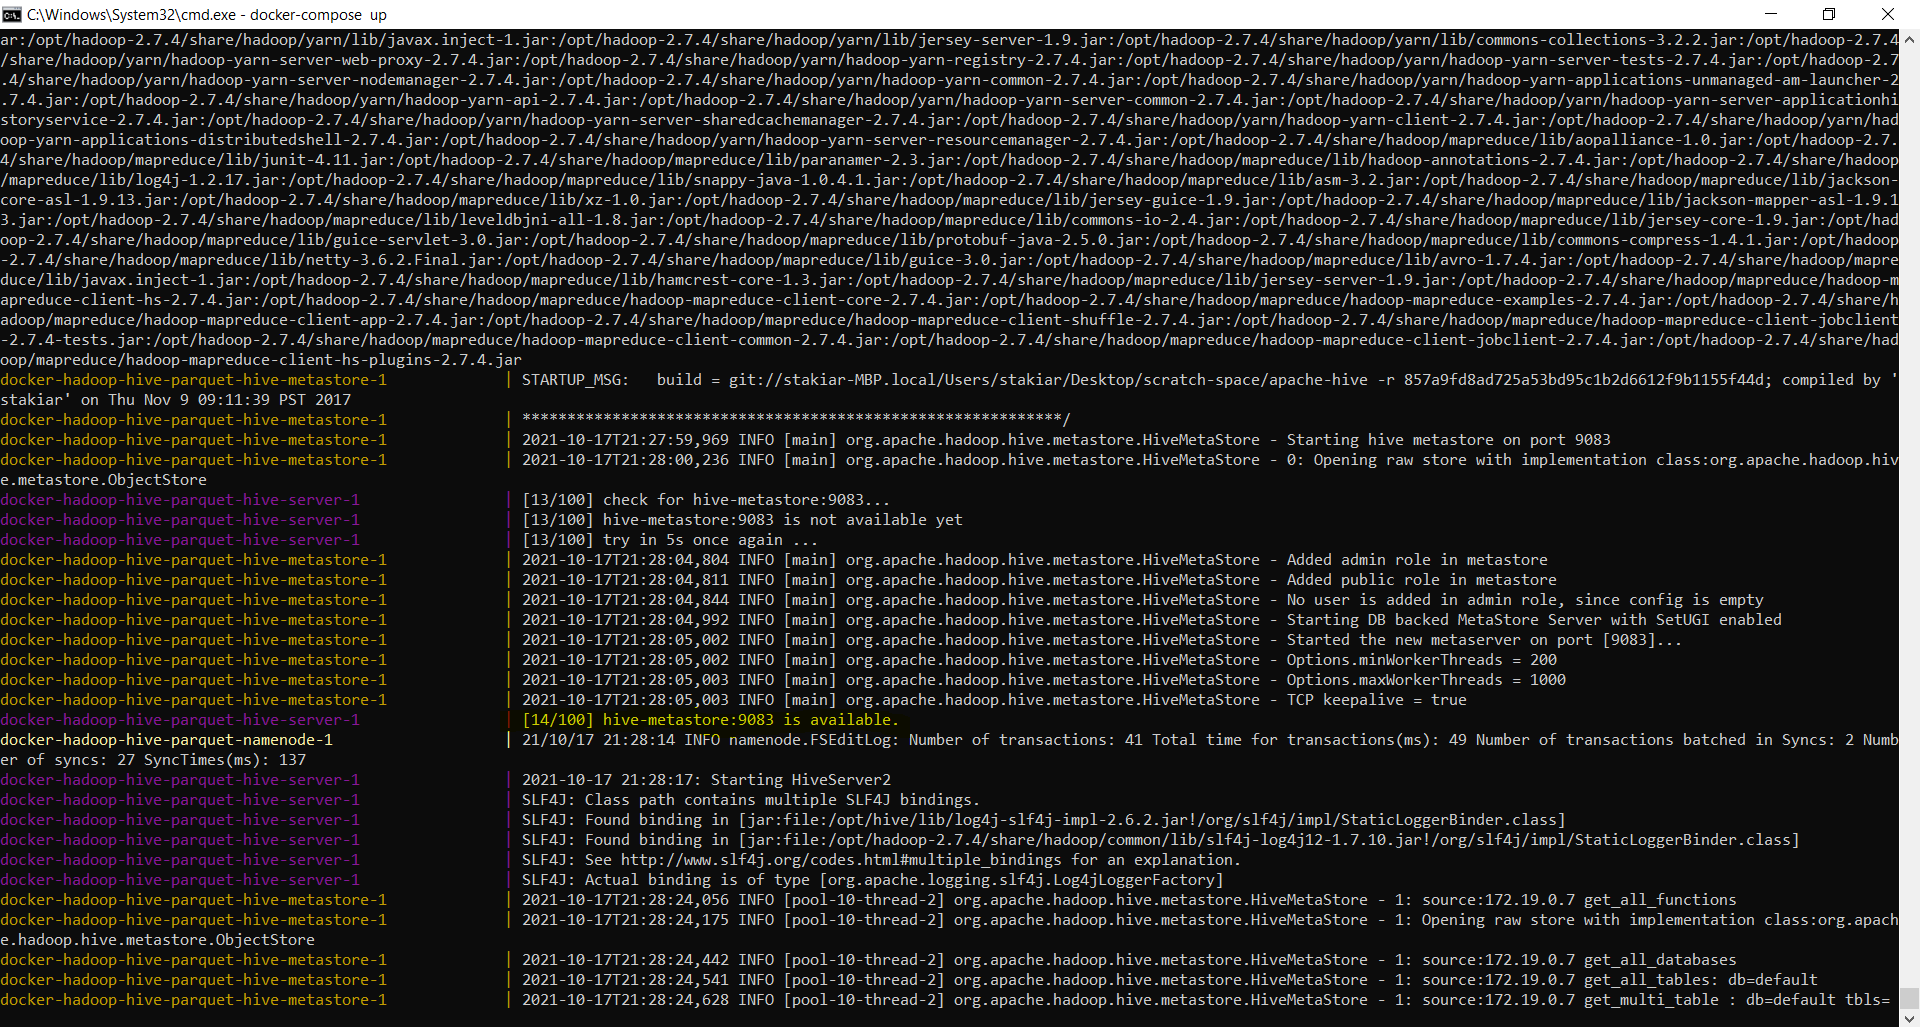 C:\Windows\System32\cmd.exe - docker-compose  up
ar:/opt/hadoop-2.7.4/share/hadoop/yarn/lib/javax.inject-1.jar:/opt/hadoop-2.7.4/share/hadoop/yarn/lib/jersey-server-1.9.jar:/opt/hadoop-2.7.4/share/hadoop/yarn/lib/commons-collections-3.2.2.jar:/opt/hadoop-2.7.4
/share/hadoop/yarn/hadoop-yarn-server-web-proxy-2.7.4.jar:/opt/hadoop-2.7.4/share/hadoop/yarn/hadoop-yarn-registry-2.7.4.jar:/opt/hadoop-2.7.4/share/hadoop/yarn/hadoop-yarn-server-tests-2.7.4.jar:/opt/hadoop-2.7
.4/share/hadoop/yarn/hadoop-yarn-server-nodemanager-2.7.4.jar:/opt/hadoop-2.7.4/share/hadoop/yarn/hadoop-yarn-common-2.7.4.jar:/opt/hadoop-2.7.4/share/hadoop/yarn/hadoop-yarn-applications-unmanaged-am-launcher-2
.7.4.jar:/opt/hadoop-2.7.4/share/hadoop/yarn/hadoop-yarn-api-2.7.4.jar:/opt/hadoop-2.7.4/share/hadoop/yarn/hadoop-yarn-server-common-2.7.4.jar:/opt/hadoop-2.7.4/share/hadoop/yarn/hadoop-yarn-server-applicationhi
storyservice-2.7.4.jar:/opt/hadoop-2.7.4/share/hadoop/yarn/hadoop-yarn-server-sharedcachemanager-2.7.4.jar:/opt/hadoop-2.7.4/share/hadoop/yarn/hadoop-yarn-client-2.7.4.jar:/opt/hadoop-2.7.4/share/hadoop/yarn/had
oop-yarn-applications-distributedshell-2.7.4.jar:/opt/hadoop-2.7.4/share/hadoop/yarn/hadoop-yarn-server-resourcemanager-2.7.4.jar:/opt/hadoop-2.7.4/share/hadoop/mapreduce/lib/aopalliance-1.0.jar:/opt/hadoop-2.7.
4/share/hadoop/mapreduce/lib/junit-4.11.jar:/opt/hadoop-2.7.4/share/hadoop/mapreduce/lib/paranamer-2.3.jar:/opt/hadoop-2.7.4/share/hadoop/mapreduce/lib/hadoop-annotations-2.7.4.jar:/opt/hadoop-2.7.4/share/hadoop
/mapreduce/lib/log4j-1.2.17.jar:/opt/hadoop-2.7.4/share/hadoop/mapreduce/lib/snappy-java-1.0.4.1.jar:/opt/hadoop-2.7.4/share/hadoop/mapreduce/lib/asm-3.2.jar:/opt/hadoop-2.7.4/share/hadoop/mapreduce/lib/jackson-
core-asl-1.9.13.jar:/opt/hadoop-2.7.4/share/hadoop/mapreduce/lib/xz-1.0.jar:/opt/hadoop-2.7.4/share/hadoop/mapreduce/lib/jersey-guice-1.9.jar:/opt/hadoop-2.7.4/share/hadoop/mapreduce/lib/jackson-mapper-asl-1.9.1
3.jar:/opt/hadoop-2.7.4/share/hadoop/mapreduce/lib/leveldbjni-all-1.8.jar:/opt/hadoop-2.7.4/share/hadoop/mapreduce/lib/commons-io-2.4.jar:/opt/hadoop-2.7.4/share/hadoop/mapreduce/lib/jersey-core-1.9.jar:/opt/had
oop-2.7.4/share/hadoop/mapreduce/lib/guice-servlet-3.0.jar:/opt/hadoop-2.7.4/share/hadoop/mapreduce/lib/protobuf-java-2.5.0.jar:/opt/hadoop-2.7.4/share/hadoop/mapreduce/lib/commons-compress-1.4.1.jar:/opt/hadoop
-2.7.4/share/hadoop/mapreduce/lib/netty-3.6.2.Final.jar:/opt/hadoop-2.7.4/share/hadoop/mapreduce/lib/guice-3.0.jar:/opt/hadoop-2.7.4/share/hadoop/mapreduce/lib/avro-1.7.4.jar:/opt/hadoop-2.7.4/share/hadoop/mapre
duce/lib/javax.inject-1.jar:/opt/hadoop-2.7.4/share/hadoop/mapreduce/lib/hamcrest-core-1.3.jar:/opt/hadoop-2.7.4/share/hadoop/mapreduce/lib/jersey-server-1.9.jar:/opt/hadoop-2.7.4/share/hadoop/mapreduce/hadoop-m
apreduce-client-hs-2.7.4.jar:/opt/hadoop-2.7.4/share/hadoop/mapreduce/hadoop-mapreduce-client-core-2.7.4.jar:/opt/hadoop-2.7.4/share/hadoop/mapreduce/hadoop-mapreduce-examples-2.7.4.jar:/opt/hadoop-2.7.4/share/h
adoop/mapreduce/hadoop-mapreduce-client-app-2.7.4.jar:/opt/hadoop-2.7.4/share/hadoop/mapreduce/hadoop-mapreduce-client-shuffle-2.7.4.jar:/opt/hadoop-2.7.4/share/hadoop/mapreduce/hadoop-mapreduce-client-jobclient
-2.7.4-tests.jar:/opt/hadoop-2.7.4/share/hadoop/mapreduce/hadoop-mapreduce-client-common-2.7.4.jar:/opt/hadoop-2.7.4/share/hadoop/mapreduce/hadoop-mapreduce-client-jobclient-2.7.4.jar:/opt/hadoop-2.7.4/share/had
oop/mapreduce/hadoop-mapreduce-client-hs-plugins-2.7.4.jar
docker-hadoop-hive-parquet-hive-metastore-1 | STARTUP_MSG:   build = git://stakiar-MBP.local/Users/stakiar/Desktop/scratch-space/apache-hive -r 857a9fd8ad725a53bd95c1b2d6612f9b1155f44d; compiled by '
stakiar' on Thu Nov 9 09:11:39 PST 2017
docker-hadoop-hive-parquet-hive-metastore-1 | ************************************************************/
docker-hadoop-hive-parquet-hive-metastore-1 | 2021-10-17T21:27:59,969 INFO [main] org.apache.hadoop.hive.metastore.HiveMetaStore - Starting hive metastore on port 9083
docker-hadoop-hive-parquet-hive-metastore-1 | 2021-10-17T21:28:00,236 INFO [main] org.apache.hadoop.hive.metastore.HiveMetaStore - 0: Opening raw store with implementation class:org.apache.hadoop.hiv
e.metastore.ObjectStore
docker-hadoop-hive-parquet-hive-server-1 | [13/100] check for hive-metastore:9083...
docker-hadoop-hive-parquet-hive-server-1 | [13/100] hive-metastore:9083 is not available yet
docker-hadoop-hive-parquet-hive-server-1 | [13/100] try in 5s once again ...
docker-hadoop-hive-parquet-hive-metastore-1 | 2021-10-17T21:28:04,804 INFO [main] org.apache.hadoop.hive.metastore.HiveMetaStore - Added admin role in metastore
docker-hadoop-hive-parquet-hive-metastore-1 | 2021-10-17T21:28:04,811 INFO [main] org.apache.hadoop.hive.metastore.HiveMetaStore - Added public role in metastore
docker-hadoop-hive-parquet-hive-metastore-1 | 2021-10-17T21:28:04,844 INFO [main] org.apache.hadoop.hive.metastore.HiveMetaStore - No user is added in admin role, since config is empty
docker-hadoop-hive-parquet-hive-metastore-1 | 2021-10-17T21:28:04,992 INFO [main] org.apache.hadoop.hive.metastore.HiveMetaStore - Starting DB backed MetaStore Server with SetUGI enabled
docker-hadoop-hive-parquet-hive-metastore-1 | 2021-10-17T21:28:05,002 INFO [main] org.apache.hadoop.hive.metastore.HiveMetaStore - Started the new metaserver on port [9083]...
docker-hadoop-hive-parquet-hive-metastore-1 | 2021-10-17T21:28:05,002 INFO [main] org.apache.hadoop.hive.metastore.HiveMetaStore - Options.minWorkerThreads = 200
docker-hadoop-hive-parquet-hive-metastore-1 | 2021-10-17T21:28:05,003 INFO [main] org.apache.hadoop.hive.metastore.HiveMetaStore - Options.maxWorkerThreads = 1000
docker-hadoop-hive-parquet-hive-metastore-1 | 2021-10-17T21:28:05,003 INFO [main] org.apache.hadoop.hive.metastore.HiveMetaStore - TCP keepalive = true
docker-hadoop-hive-parquet-hive-server-1 | [14/100] hive-metastore:9083 is available.
docker-hadoop-hive-parquet-namenode-1 | 21/10/17 21:28:14 INFO namenode.FSEditLog: Number of transactions: 41 Total time for transactions(ms): 49 Number of transactions batched in Syncs: 2 Numb
er of syncs: 27 SyncTimes(ms): 137
docker-hadoop-hive-parquet-hive-server-1 | 2021-10-17 21:28:17: Starting HiveServer2
docker-hadoop-hive-parquet-hive-server-1 | SLF4J: Class path contains multiple SLF4J bindings.
docker-hadoop-hive-parquet-hive-server-1 | SLF4J: Found binding in [jar:file:/opt/hive/lib/log4j-slf4j-impl-2.6.2.jar!/org/slf4j/impl/StaticLoggerBinder.class]
docker-hadoop-hive-parquet-hive-server-1 | SLF4J: Found binding in [jar:file:/opt/hadoop-2.7.4/share/hadoop/common/lib/slf4j-log4j12-1.7.10.jar!/org/slf4j/impl/StaticLoggerBinder.class]
docker-hadoop-hive-parquet-hive-server-1 | SLF4J: See http://www.slf4j.org/codes.html#multiple_bindings for an explanation.
docker-hadoop-hive-parquet-hive-server-1 | SLF4J: Actual binding is of type [org.apache.logging.slf4j.Log4jLoggerFactory]
docker-hadoop-hive-parquet-hive-metastore-1 | 2021-10-17T21:28:24,056 INFO [pool-10-thread-2] org.apache.hadoop.hive.metastore.HiveMetaStore - 1: source:172.19.0.7 get_all_functions
docker-hadoop-hive-parquet-hive-metastore-1 | 2021-10-17T21:28:24,175 INFO [pool-10-thread-2] org.apache.hadoop.hive.metastore.HiveMetaStore - 1: Opening raw store with implementation class:org.apach
e.hadoop.hive.metastore.ObjectStore
docker-hadoop-hive-parquet-hive-metastore-1 | 2021-10-17T21:28:24,442 INFO [pool-10-thread-2] org.apache.hadoop.hive.metastore.HiveMetaStore - 1: source:172.19.0.7 get_all_databases
docker-hadoop-hive-parquet-hive-metastore-1 | 2021-10-17T21:28:24,541 INFO [pool-10-thread-2] org.apache.hadoop.hive.metastore.HiveMetaStore - 1: source:172.19.0.7 get_all_tables: db=default
docker-hadoop-hive-parquet-hive-metastore-1 | 2021-10-17T21:28:24,628 INFO [pool-10-thread-2] org.apache.hadoop.hive.metastore.HiveMetaStore - 1: source:172.19.0.7 get_multi_table : db=default tbls=